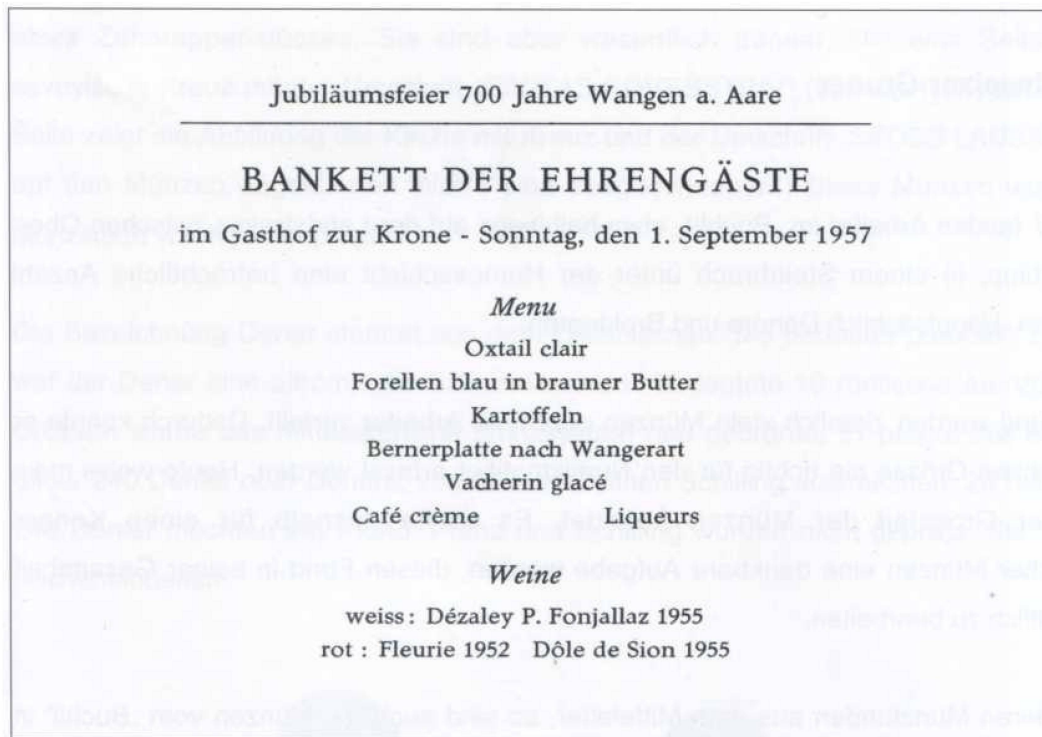 Jubiläumsfeier 700 Jahre Wangen a. Aare
BANKETT DER EHRENGÄSTE
im Gasthof zur Krone - Sonntag, den 1. September 1957
Menu
Oxtail clair
Forellen blau in brauner Butter
Kartoffeln
Bernerplatte nach Wangerart
Vacherin glacé
Café crème Liqueurs
Weine
weiss: Dézaley P. Fonjallaz 1955
rot : Fleurie 1952 Dôle de Sion 1955